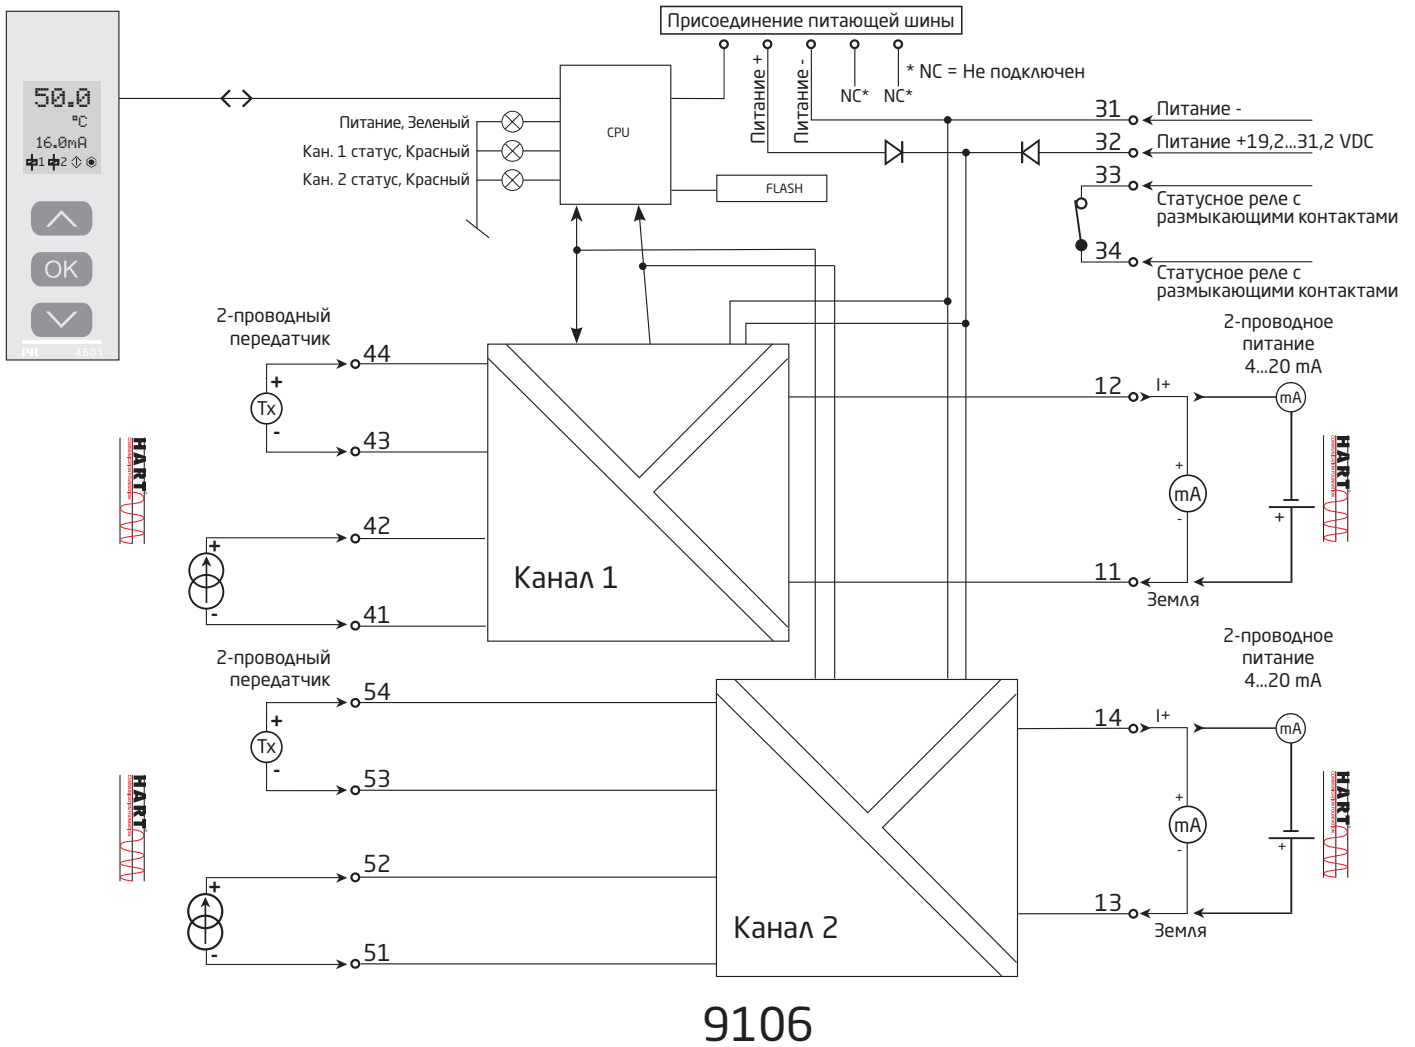 Присоединение питающей шины
Питание +
Питание -
NC*
NC*
* NC = Не подключен
50.0
°C
16.0mA
1
2
OK
PR
4501
Питание, Зеленый
Кан. 1 статус, Красный
Кан. 2 статус, Красный
CPU
FLASH
31
Питание -
32
Питание +19,2...31,2 VDC
33
Статусное реле с
размыкающими контактами
34
Статусное реле с
размыкающими контактами
2-проводный
передатчик
44
+
Tx
-
43
HART
42
+
-
41
Канал 1
12
I+
2-проводное
питание
4...20 mA
mA
+
mA
-
+
11
Земля
HART
2-проводный
передатчик
54
+
Tx
-
53
HART
52
+
-
51
Канал 2
14
I+
2-проводное
питание
4...20 mA
mA
+
mA
-
+
13
Земля
HART
9106